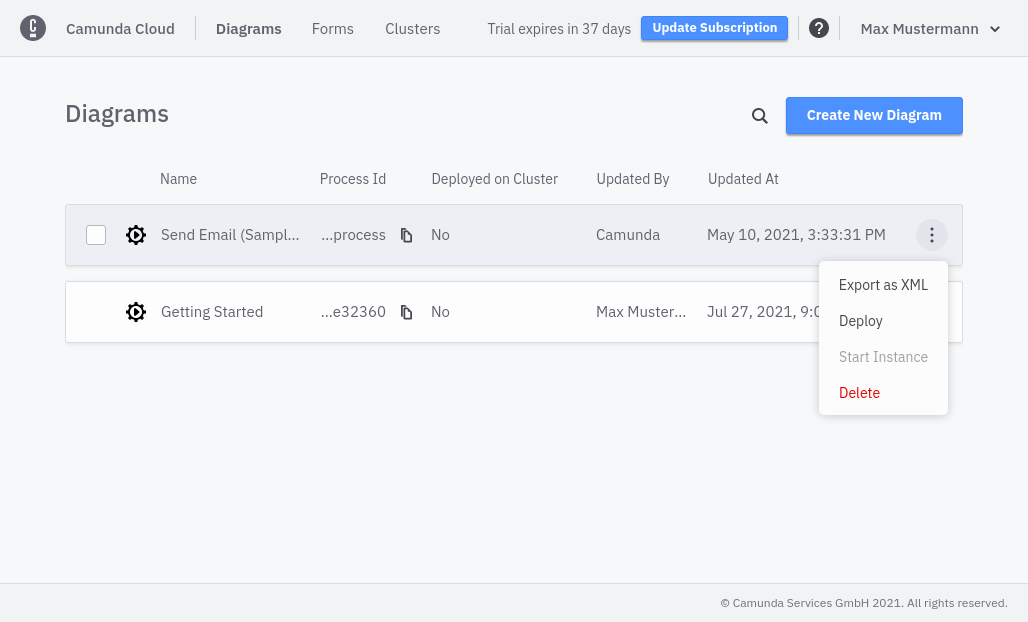 Camunda Cloud Diagrams Forms Clusters Trial expires in 37 days Update Subscription ? Max Mustermann
Diagrams Create New Diagram
Name Process Id Deployed on Cluster Updated By Updated At
Send Email (Sampl... ...process No Camunda May 10, 2021, 3:33:31 PM
Export as XML
Getting Started ...e32360 No Max Muster... Jul 27, 2021, 9:0
Deploy
Start Instance
Delete
© Camunda Services GmbH 2021. All rights reserved.